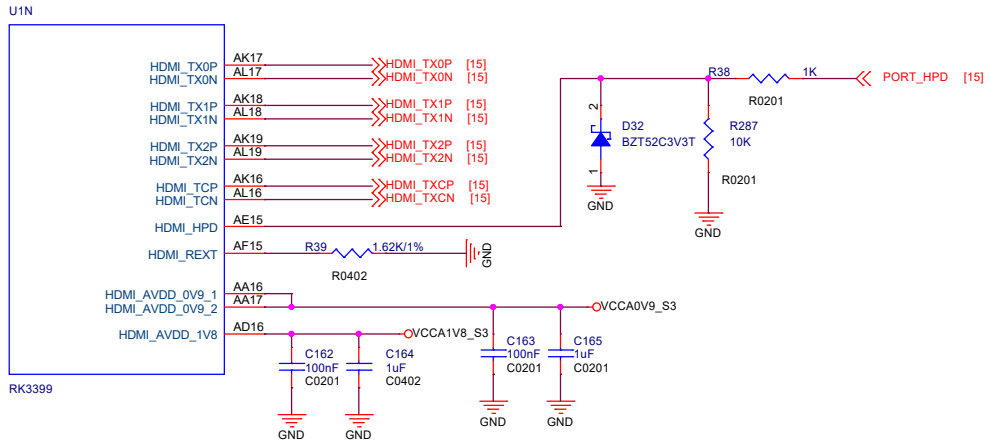 U1N
HDMI_TX0P AK17 HDMI_TX0P [15]
HDMI_TX0N AL17 HDMI_TX0N [15]
HDMI_TX1P AK18 HDMI_TX1P [15]
HDMI_TX1N AL18 HDMI_TX1N [15]
HDMI_TX2P AK19 HDMI_TX2P [15]
HDMI_TX2N AL19 HDMI_TX2N [15]
HDMI_TCP AK16 HDMI_TXCP [15]
HDMI_TCN AL16 HDMI_TXCN [15]
HDMI_HPD AE15
HDMI_REXT AF15 R39 1.62K/1% GND
R0402
HDMI_AVDD_0V9_1 AA16
HDMI_AVDD_0V9_2 AA17 VCCA0V9_S3
HDMI_AVDD_1V8 AD16 VCCA1V8_S3
RK3399
R38 1K PORT_HPD [15]
R0201
2
D32
BZT52C3V3T
1
GND
R287
10K
R0201
GND
C162
100nF
C0201
GND
C164
1uF
C0402
GND
C163
100nF
C0201
GND
C165
1uF
C0201
GND